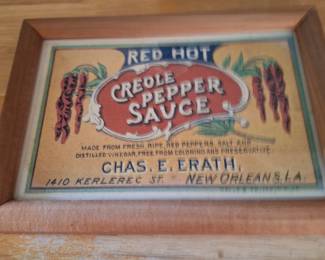 RED HOT
CREOLE
PEPPER
SAUCE
MADE FROM FRESH, RIPE, RED PEPPERS, SALT AND
DISTILLED VINEGAR, FREE FROM COLORING AND PRESERVATIVE.
CHAS. E. ERATH
1410 KERLEREC ST. NEW ORLEANS, LA.